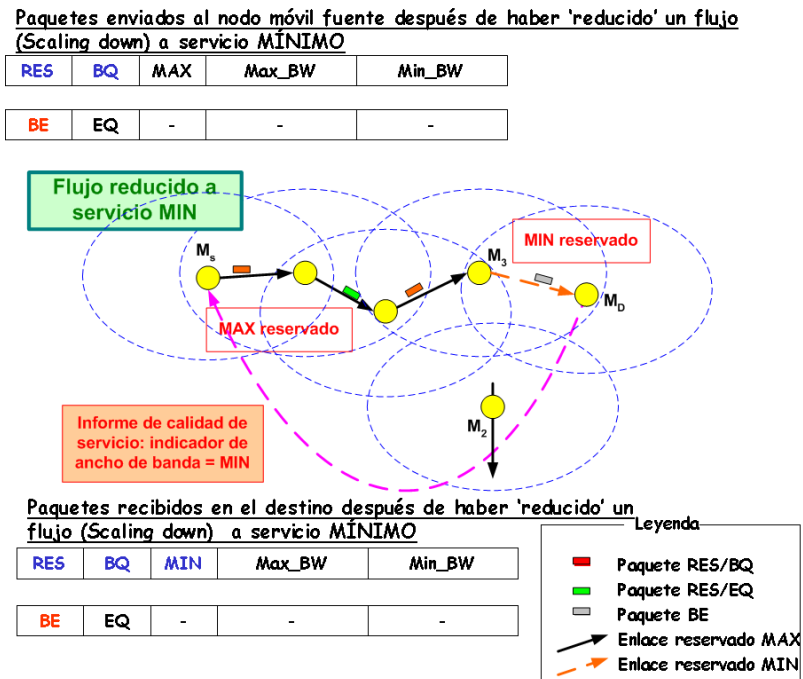 Paquetes enviados al nodo móvil fuente después de haber 'reducido' un flujo
(Scaling down) a servicio MÍNIMO
RES BQ MAX Max_BW Min_BW
BE EQ - - -
Flujo reducido a
servicio MIN
MIN reservado
Ms
M3
MD
MAX reservado
M2
Informe de calidad de
servicio: indicador de
ancho de banda = MIN
Paquetes recibidos en el destino después de haber 'reducido' un
flujo (Scaling down) a servicio MÍNIMO
RES BQ MIN Max_BW Min_BW
BE EQ - - -
Leyenda
Paquete RES/BQ
Paquete RES/EQ
Paquete BE
Enlace reservado MAX
Enlace reservado MIN